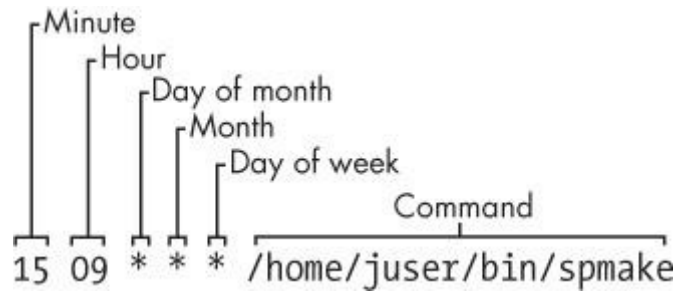 Minute
Hour
Day of month
Month
Day of week
Command
15 09 * * * /home/juser/bin/spmake